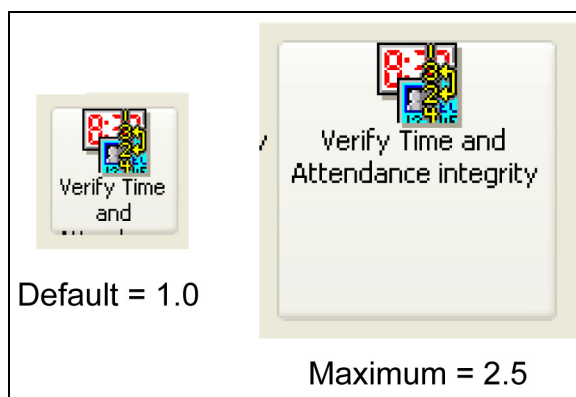 Verify Time
and
Default = 1.0
Verify Time and
Attendance integrity
Maximum = 2.5